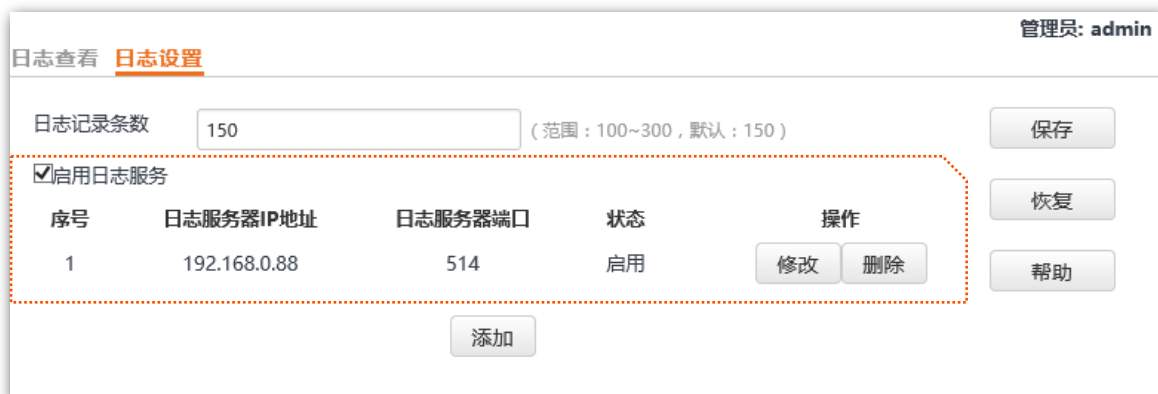 管理员: admin
日志查看 日志设置
日志记录条数 150 (范围：100~300，默认：150) 保存
启用日志服务
恢复
序号 日志服务器IP地址 日志服务器端口 状态 操作
1 192.168.0.88 514 启用 修改 删除
帮助
添加